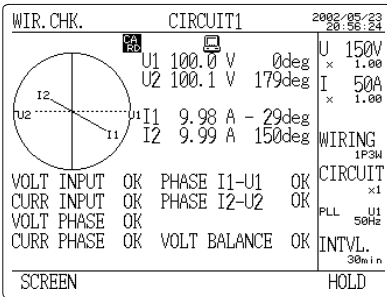 WIR.CHK. CIRCUIT1 2002/05/23
20:56:24
CA
RD
U1 100.0 V 0deg
U2 100.1 V 179deg
I1 9.98 A - 29deg
I2 9.99 A 150deg
I2
U2
U1
I1
VOLT INPUT OK PHASE I1-U1 OK
CURR INPUT OK PHASE I2-U2 OK
VOLT PHASE OK
CURR PHASE OK VOLT BALANCE OK
U 150V
× 1.00
I 50A
× 1.00
WIRING
1P3W
CIRCUIT
×1
PLL U1
50Hz
INTVL.
30min
SCREEN HOLD